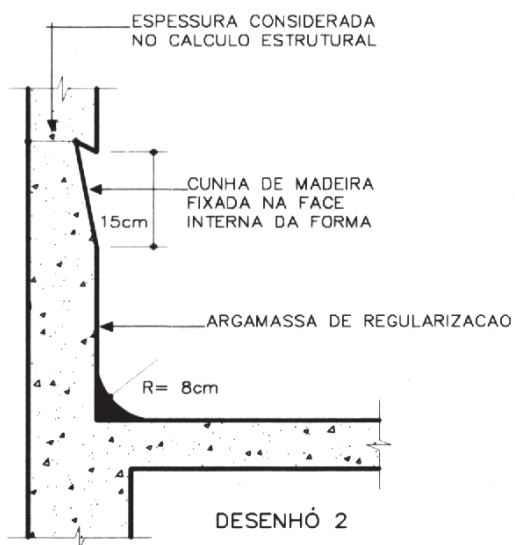 ESPESSURA CONSIDERADA
NO CALCULO ESTRUTURAL
CUNHA DE MADEIRA
FIXADA NA FACE
INTERNA DA FORMA
15cm
ARGAMASSA DE REGULARIZACAO
R= 8cm
DESENHÓ 2